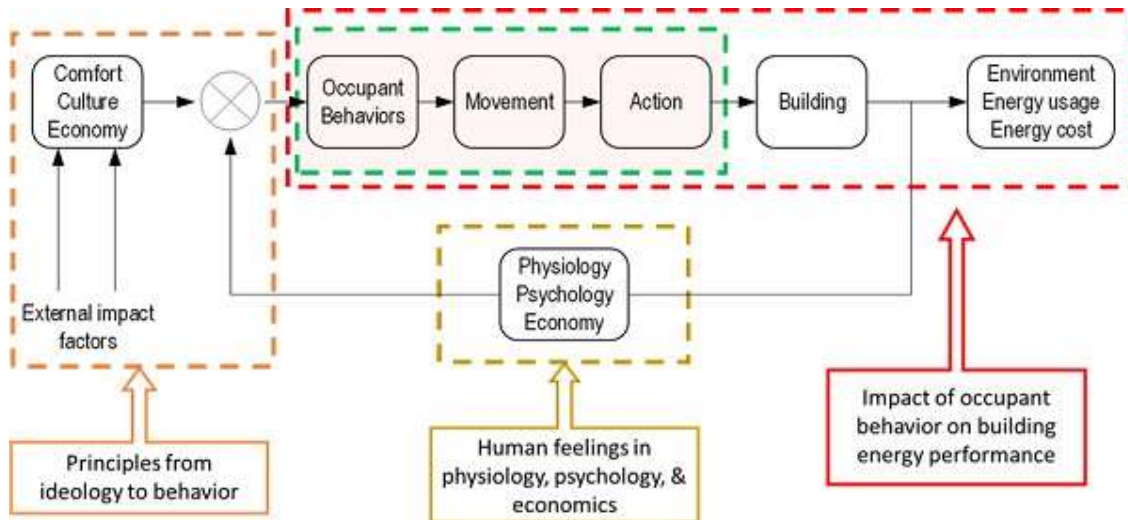 Comfort
Culture
Economy
Occupant
Behaviors
Movement
Action
Building
Environment
Energy usage
Energy cost
Physiology
Psychology
Economy
External impact
factors
Principles from
ideology to behavior
Human feelings in
physiology, psychology, &
economics
Impact of occupant
behavior on building
energy performance